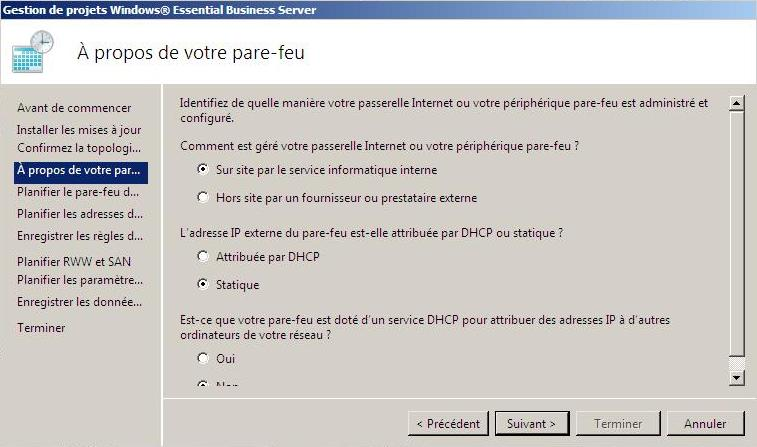 Gestion de projets Windows® Essential Business Server
À propos de votre pare-feu
Avant de commencer
Installer les mises à jour
Confirmez la topologi...
À propos de votre par...
Planifier le pare-feu d...
Planifier les adresses d...
Enregistrer les règles d...
Planifier RWW et SAN
Planifier les paramètre...
Enregistrer les donnée...
Terminer
Identifiez de quelle manière votre passerelle Internet ou votre périphérique pare-feu est administré et
configuré.
Comment est géré votre passerelle Internet ou votre périphérique pare-feu ?
Sur site par le service informatique interne
Hors site par un fournisseur ou prestataire externe
L'adresse IP externe du pare-feu est-elle attribuée par DHCP ou statique ?
Attribuée par DHCP
Statique
Est-ce que votre pare-feu est doté d'un service DHCP pour attribuer des adresses IP à d'autres
ordinateurs de votre réseau ?
Oui
Non
< Précédent
Suivant >
Terminer
Annuler